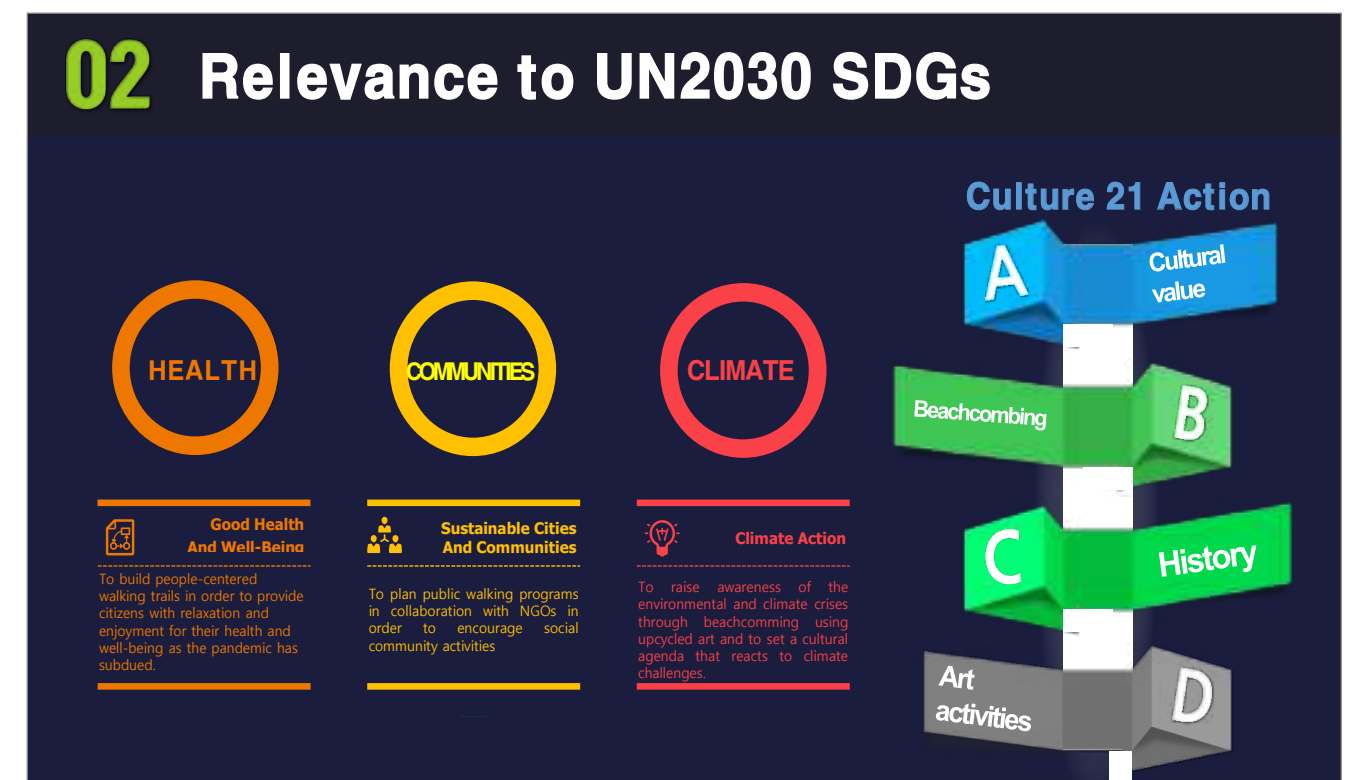 02 Relevance to UN2030 SDGs
HEALTH
Good Health
And Well-Being
To build people-centered
walking trails in order to provide
citizens with relaxation and
enjoyment for their health and
well-being as the pandemic has
subdued.
COMMUNITIES
Sustainable Cities
And Communities
To plan public walking programs
in collaboration with NGOs in
order to encourage social
community activities
CLIMATE
Climate Action
To raise awareness of the
environmental and climate crises
through beachcomming using
upcycled art and to set a cultural
agenda that reacts to climate
challenges.
Culture 21 Action
A
Cultural
value
Beachcombing
B
C
History
Art
activities
D